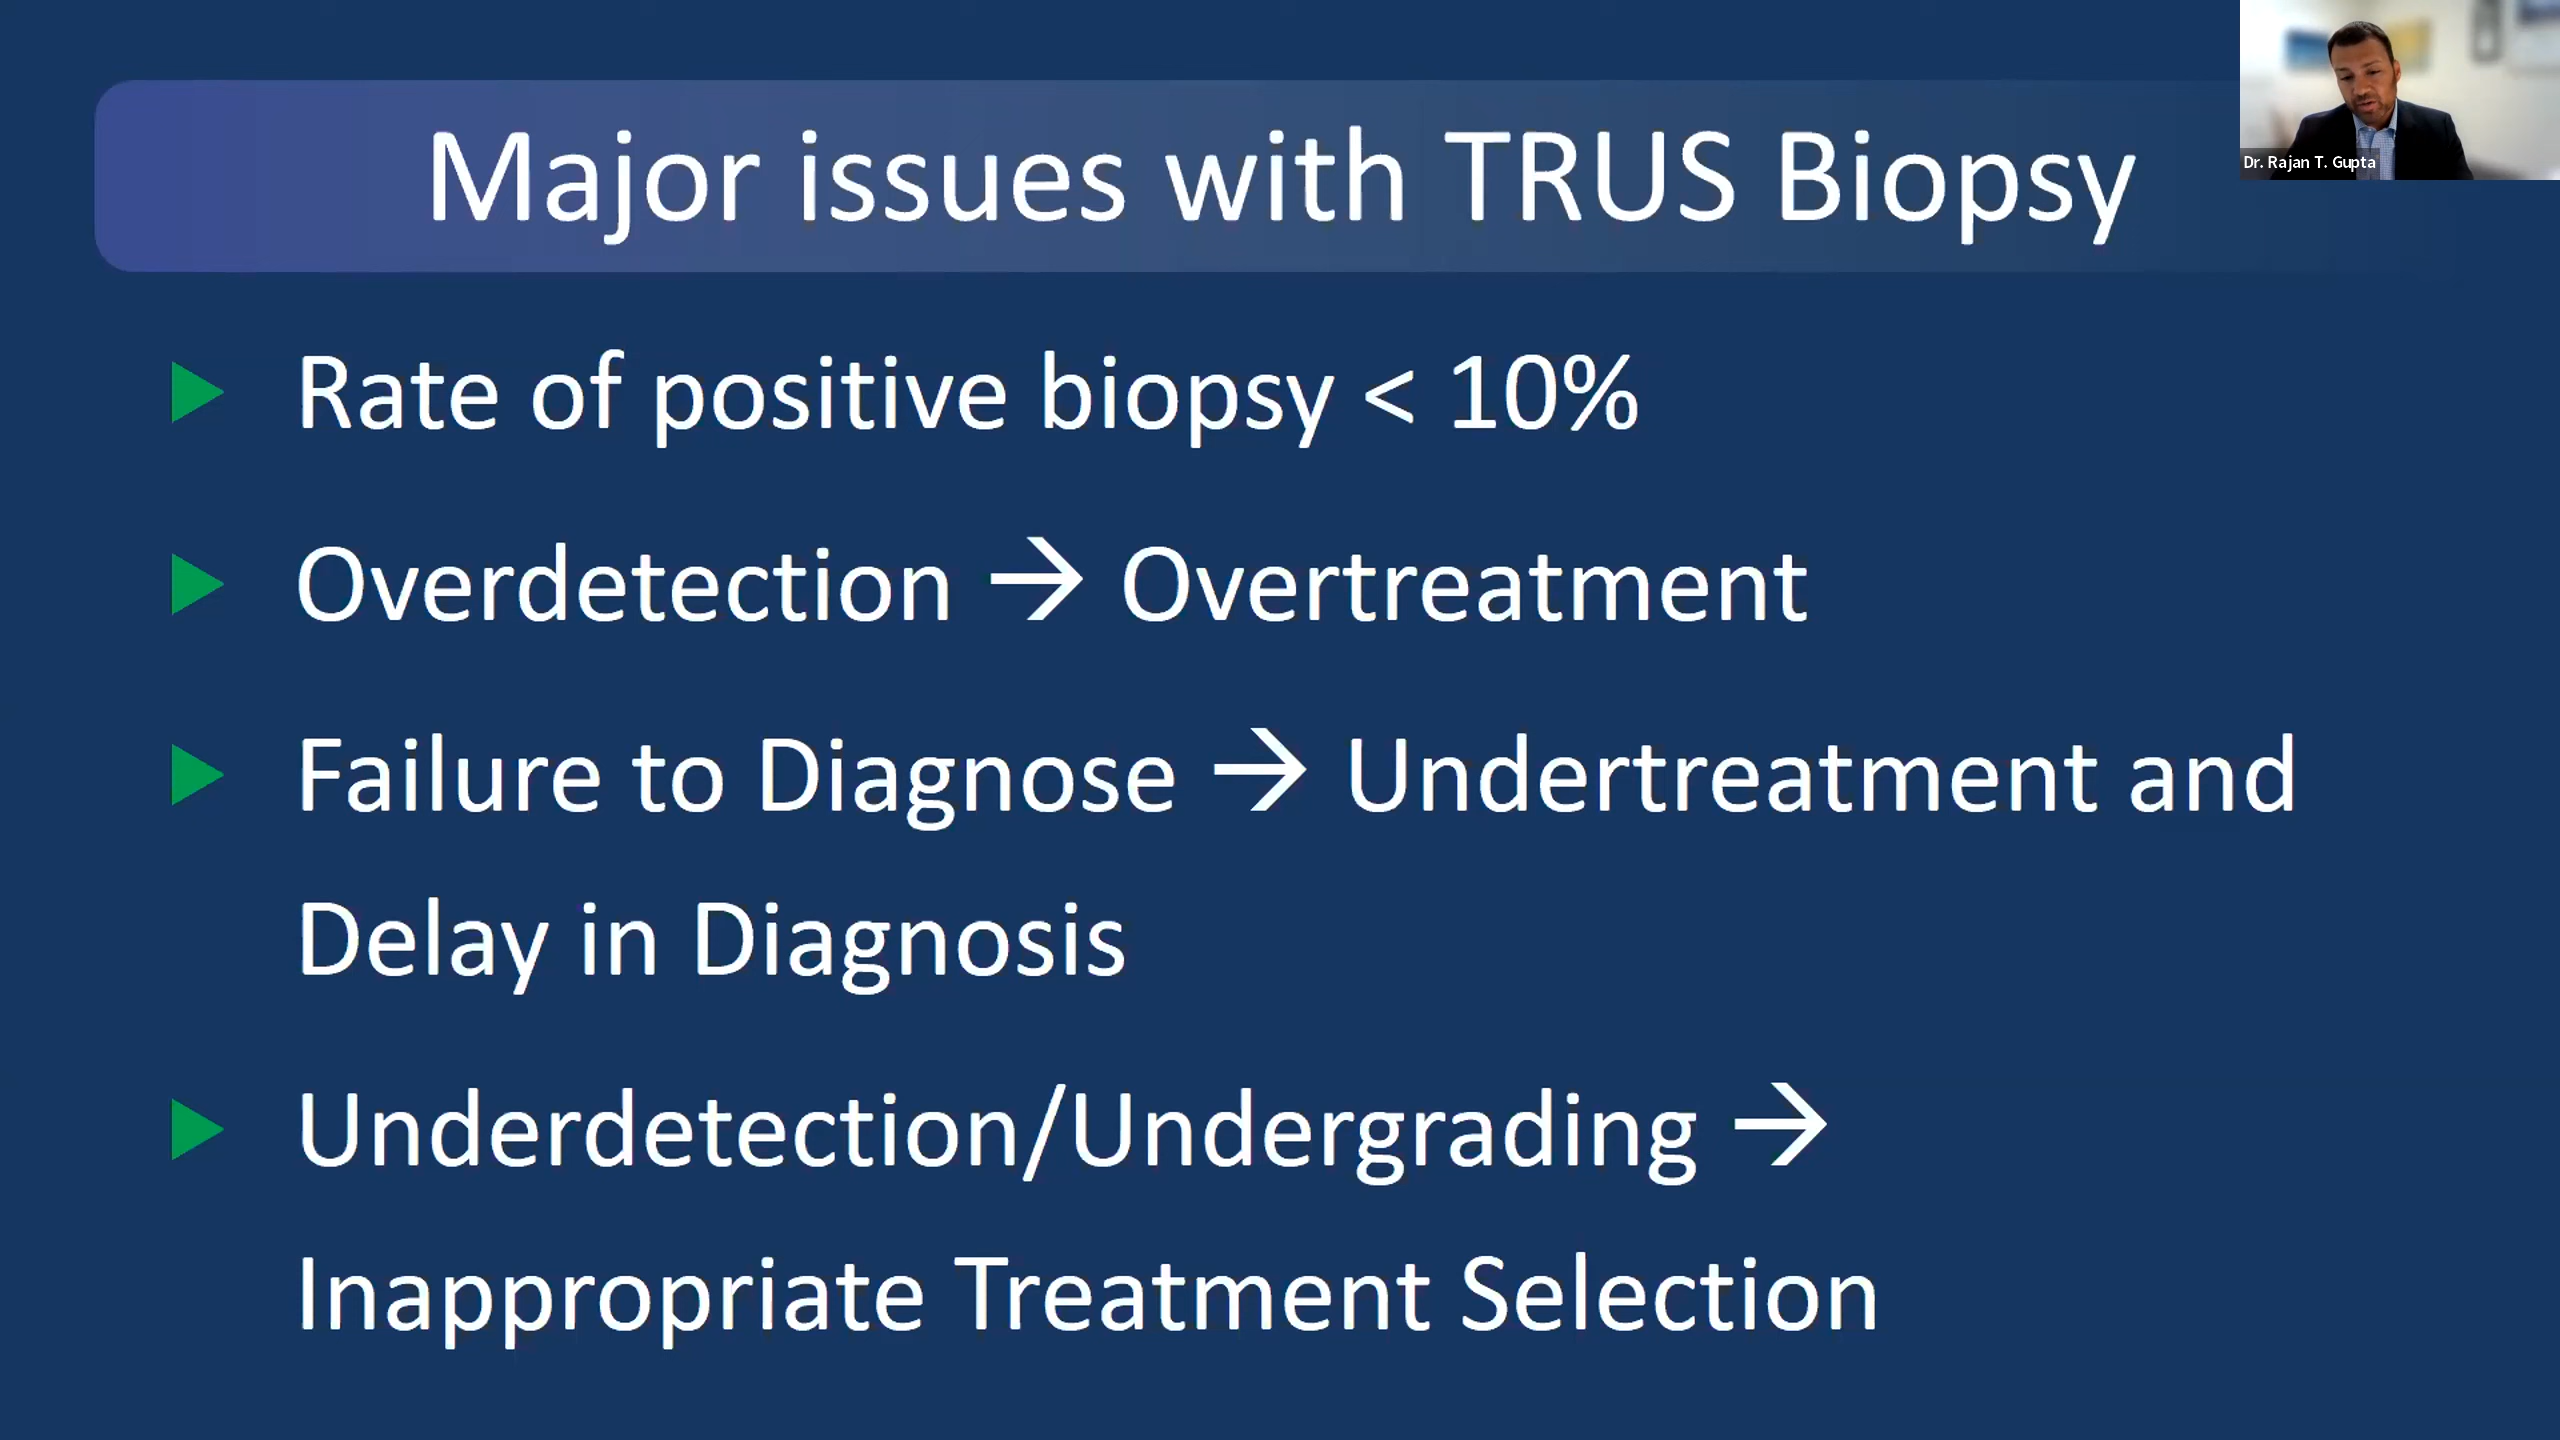 Major issues with TRUS Biopsy
Dr. Rajan T. Gupta
Rate of positive biopsy < 10%
Overdetection → Overtreatment
Failure to Diagnose → Undertreatment and
Delay in Diagnosis
Underdetection/Undergrading →
Inappropriate Treatment Selection